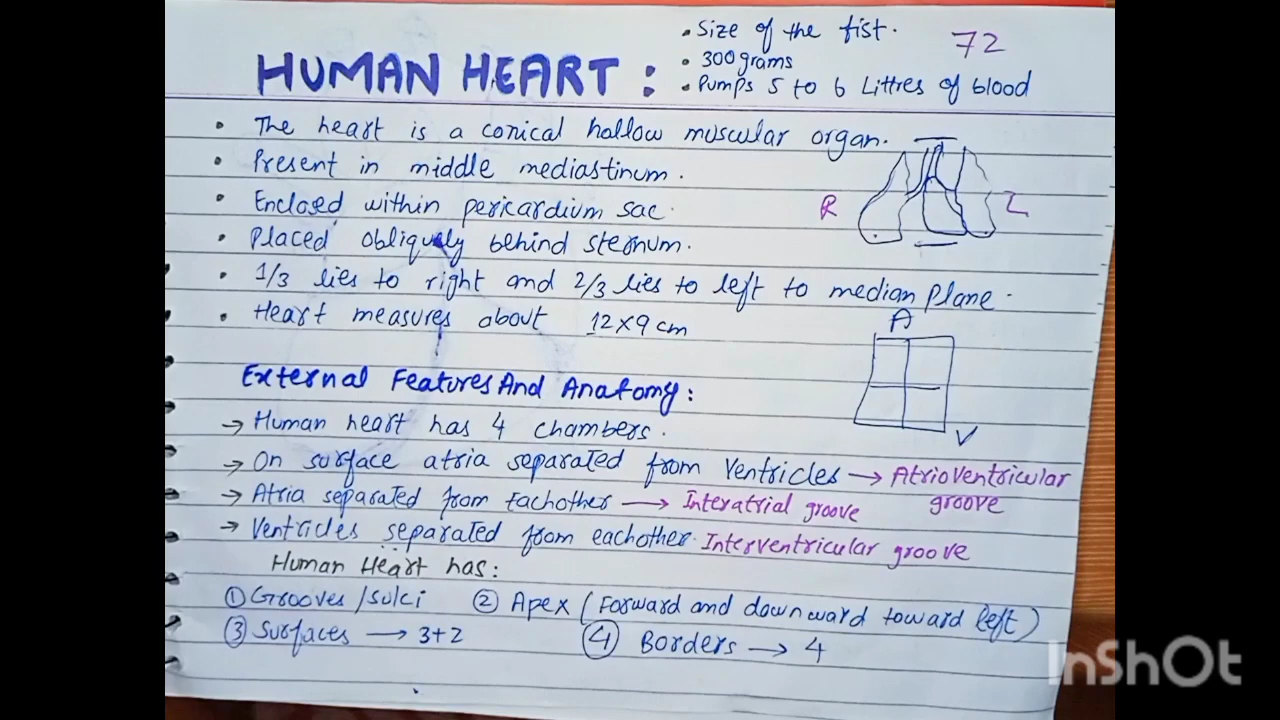 • Size of the fist.
72
• 300grams
HUMAN HEART :
• Pumps 5 to 6 Littres of blood
• The heart is a conical hollow muscular organ.
• Present in middle mediastinum.
• Enclosed within pericardium sac.
R L
• Placed obliquely behind sternum.
• 1/3 lies to right and 2/3 lies to left to median plane.
• Heart measures about 12x9 cm
A
External Features And Anatomy:
→ Human heart has 4 chambers.
V
→ On surface atria separated from Ventricles → Atrioventricular
groove
→ Atria separated from Eachother → Interatrial groove
→ Ventricles separated from eachother. Interventricular groove
Human Heart has:
① Grooves/sulci ② Apex (Forward and downward toward left)
③ Surfaces → 3+2 ④ Borders → 4
InShOt